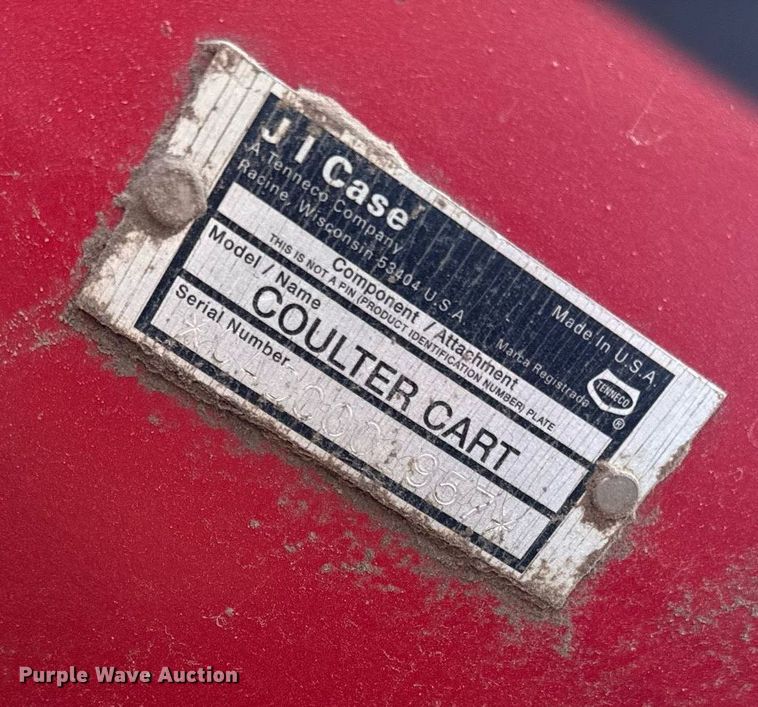 J I Case
A Tenneco Company
Racine, Wisconsin 53404 U.S.A.
Made In U.S.A.
Marca Registrada
TENNECO
®
Component / Attachment
THIS IS NOT A PIN (PRODUCT IDENTIFICATION NUMBER) PLATE
Model / Name
COULTER CART
Serial Number
Purple Wave Auction